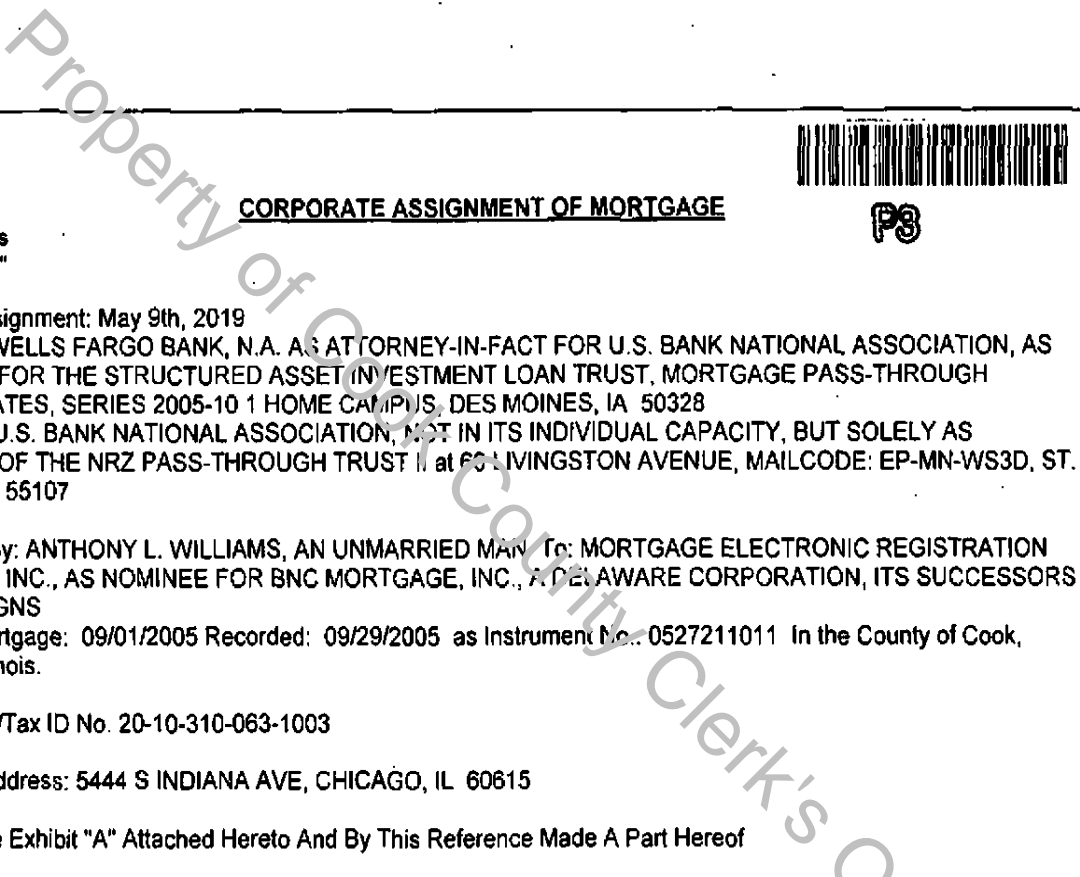 CORPORATE ASSIGNMENT OF MORTGAGE
P3
s
"
signment: May 9th, 2019
WELLS FARGO BANK, N.A. AS ATTORNEY-IN-FACT FOR U.S. BANK NATIONAL ASSOCIATION, AS
FOR THE STRUCTURED ASSET INVESTMENT LOAN TRUST, MORTGAGE PASS-THROUGH
ATES, SERIES 2005-10 1 HOME CAMPUS, DES MOINES, IA 50328
U.S. BANK NATIONAL ASSOCIATION, NOT IN ITS INDIVIDUAL CAPACITY, BUT SOLELY AS
OF THE NRZ PASS-THROUGH TRUST at LIVINGSTON AVENUE, MAILCODE: EP-MN-WS3D, ST.
55107
y: ANTHONY L. WILLIAMS, AN UNMARRIED MAN To: MORTGAGE ELECTRONIC REGISTRATION
INC., AS NOMINEE FOR BNC MORTGAGE, INC., A DELAWARE CORPORATION, ITS SUCCESSORS
GNS
rtgage: 09/01/2005 Recorded: 09/29/2005 as Instrument No.: 0527211011 In the County of Cook,
nois.
/Tax ID No. 20-10-310-063-1003
ddress: 5444 S INDIANA AVE, CHICAGO, IL 60615
e Exhibit "A" Attached Hereto And By This Reference Made A Part Hereof
Property of Cook County Clerk's O